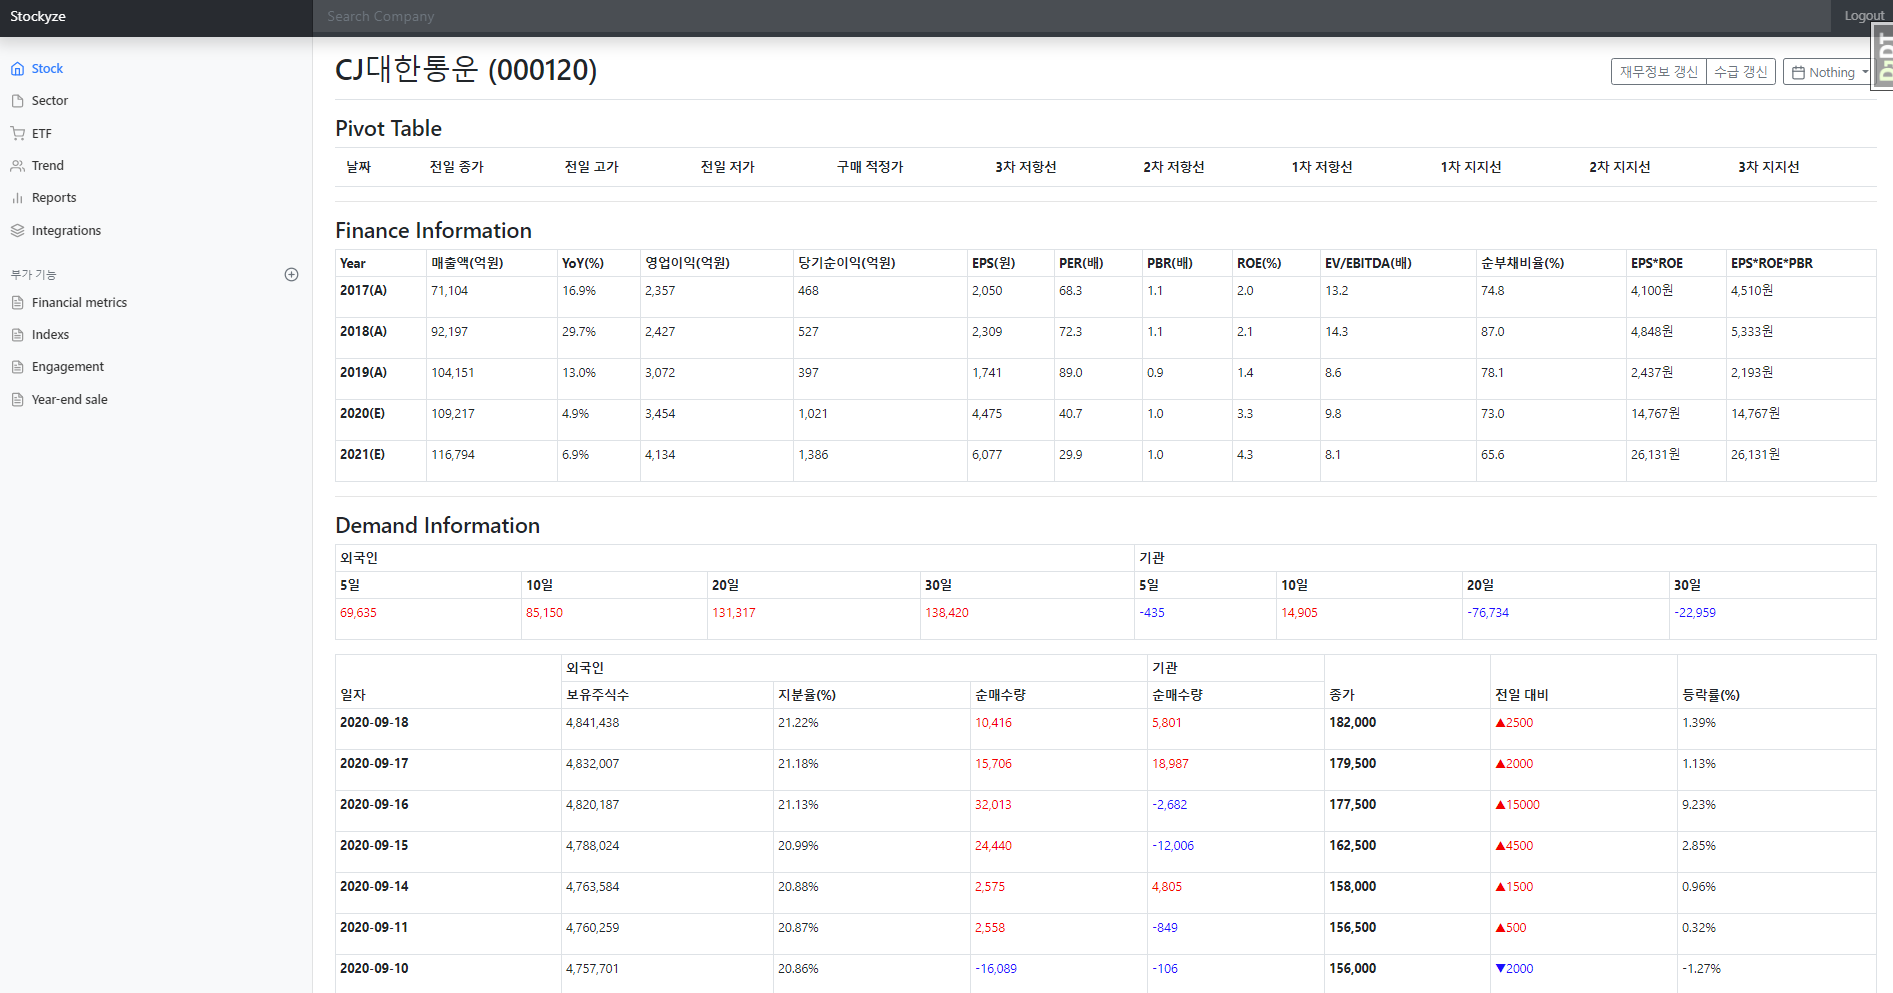 Stockyze
Search Company
Logout
DJDT
Stock
Sector
ETF
Trend
Reports
Integrations
부가 기능
Financial metrics
Indexs
Engagement
Year-end sale
CJ대한통운 (000120)
재무정보 갱신 수급 갱신 Nothing
Pivot Table
날짜 전일 종가 전일 고가 전일 저가 구매 적정가 3차 저항선 2차 저항선 1차 저항선 1차 지지선 2차 지지선 3차 지지선
Finance Information
Year 매출액(억원) YoY(%) 영업이익(억원) 당기순이익(억원) EPS(원) PER(배) PBR(배) ROE(%) EV/EBITDA(배) 순부채비율(%) EPS*ROE EPS*ROE*PBR
2017(A) 71,104 16.9% 2,357 468 2,050 68.3 1.1 2.0 13.2 74.8 4,100원 4,510원
2018(A) 92,197 29.7% 2,427 527 2,309 72.3 1.1 2.1 14.3 87.0 4,848원 5,333원
2019(A) 104,151 13.0% 3,072 397 1,741 89.0 0.9 1.4 8.6 78.1 2,437원 2,193원
2020(E) 109,217 4.9% 3,454 1,021 4,475 40.7 1.0 3.3 9.8 73.0 14,767원 14,767원
2021(E) 116,794 6.9% 4,134 1,386 6,077 29.9 1.0 4.3 8.1 65.6 26,131원 26,131원
Demand Information
외국인 기관
5일 10일 20일 30일 5일 10일 20일 30일
69,635 85,150 131,317 138,420 -435 14,905 -76,734 -22,959
외국인 기관
일자 보유주식수 지분율(%) 순매수량 순매수량 종가 전일 대비 등락률(%)
2020-09-18 4,841,438 21.22% 10,416 5,801 182,000 ▲2500 1.39%
2020-09-17 4,832,007 21.18% 15,706 18,987 179,500 ▲2000 1.13%
2020-09-16 4,820,187 21.13% 32,013 -2,682 177,500 ▲15000 9.23%
2020-09-15 4,788,024 20.99% 24,440 -12,006 162,500 ▲4500 2.85%
2020-09-14 4,763,584 20.88% 2,575 4,805 158,000 ▲1500 0.96%
2020-09-11 4,760,259 20.87% 2,558 -849 156,500 ▲500 0.32%
2020-09-10 4,757,701 20.86% -16,089 -106 156,000 ▼2000 -1.27%